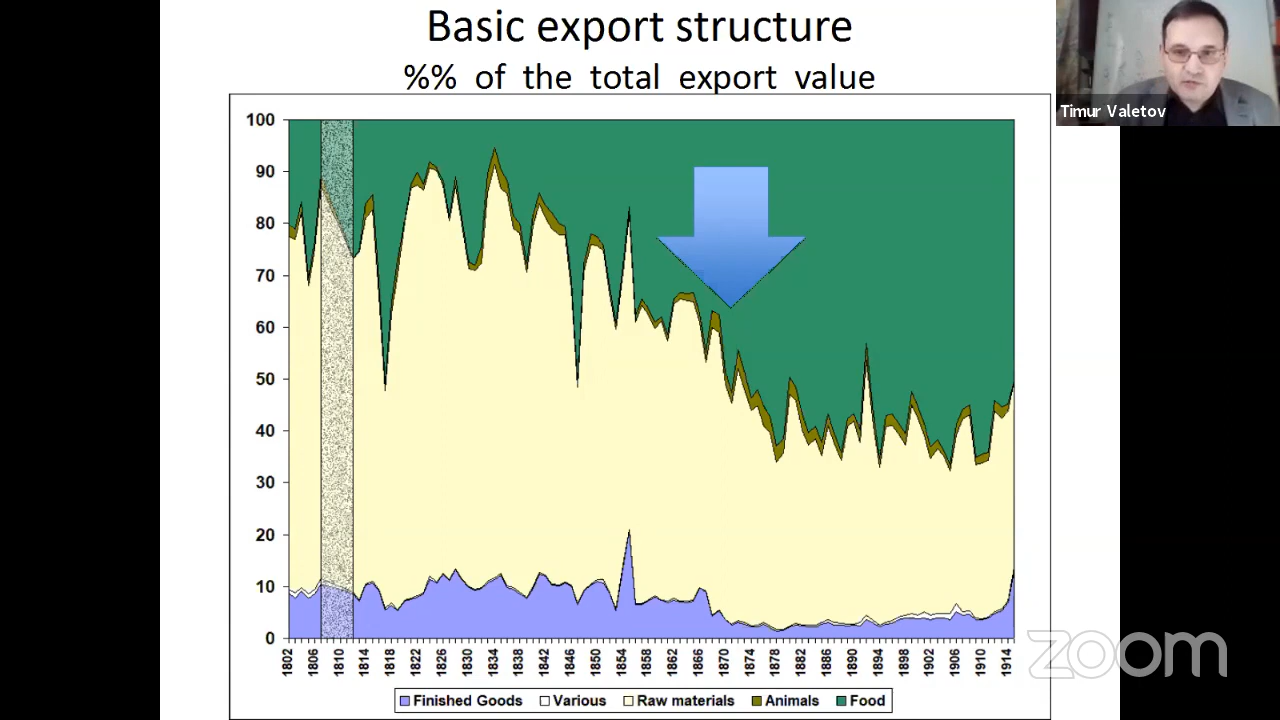 Basic export structure
%% of the total export value
Timur Valetov
100
90
80
70
60
50
40
30
20
10
0
1802 1806 1810 1814 1818 1822 1826 1830 1834 1838 1842 1846 1850 1854 1858 1862 1866 1870 1874 1878 1882 1886 1890 1894 1898 1902 1906 1910 1914
Finished Goods Various Raw materials Animals Food
zoom